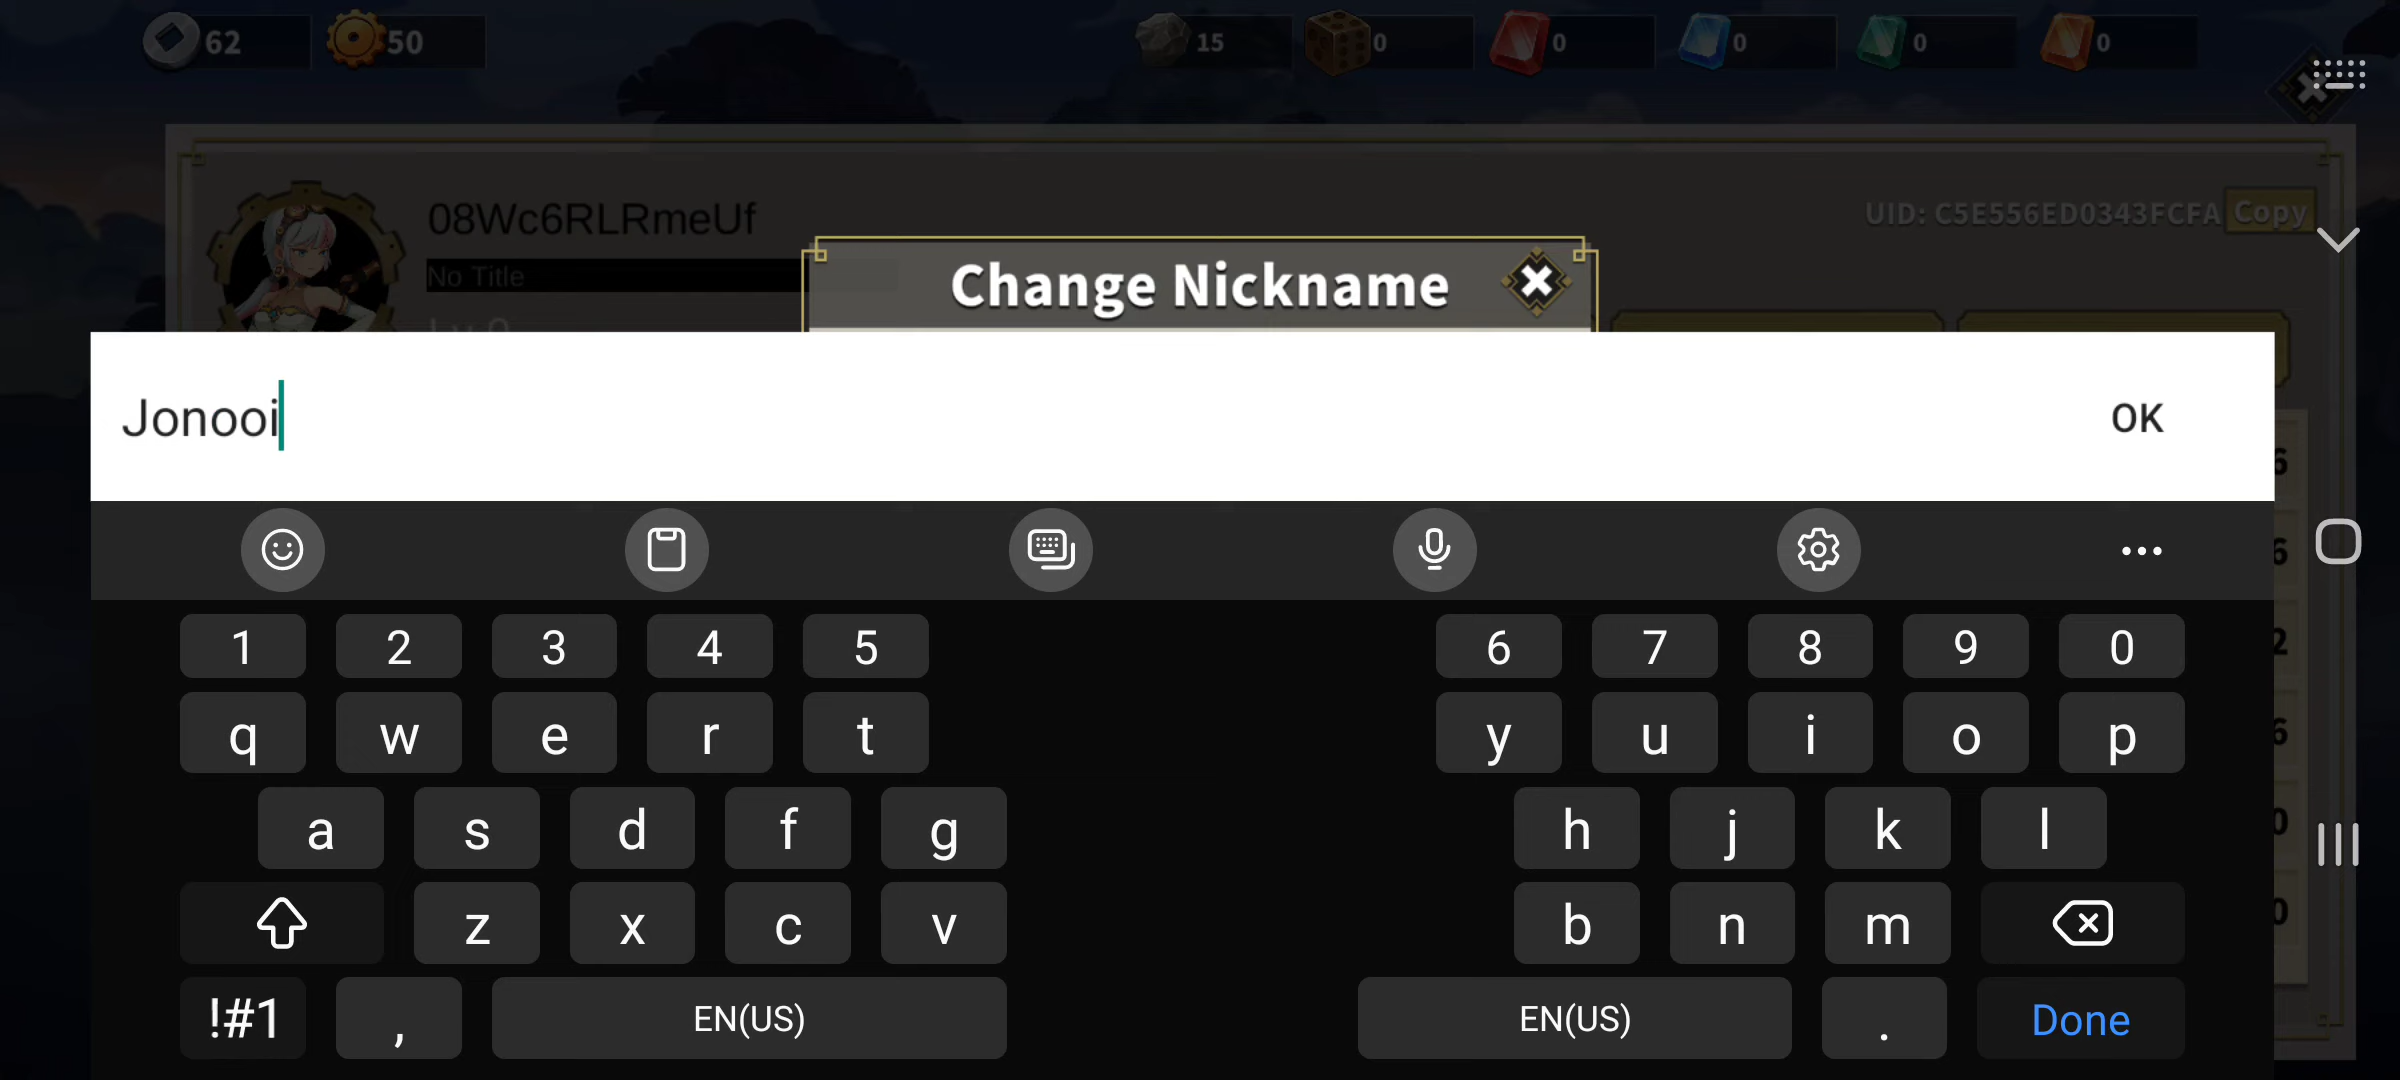 62 50 15 0 0 0 0 0
08Wc6RLRmeUf
UID: C5E556ED0343FCFA Copy
No Title
Change Nickname
Jonooi
OK
1 2 3 4 5 6 7 8 9 0
q w e r t y u i o p
a s d f g h j k l
z x c v b n m
!#1 , EN(US) EN(US) . Done